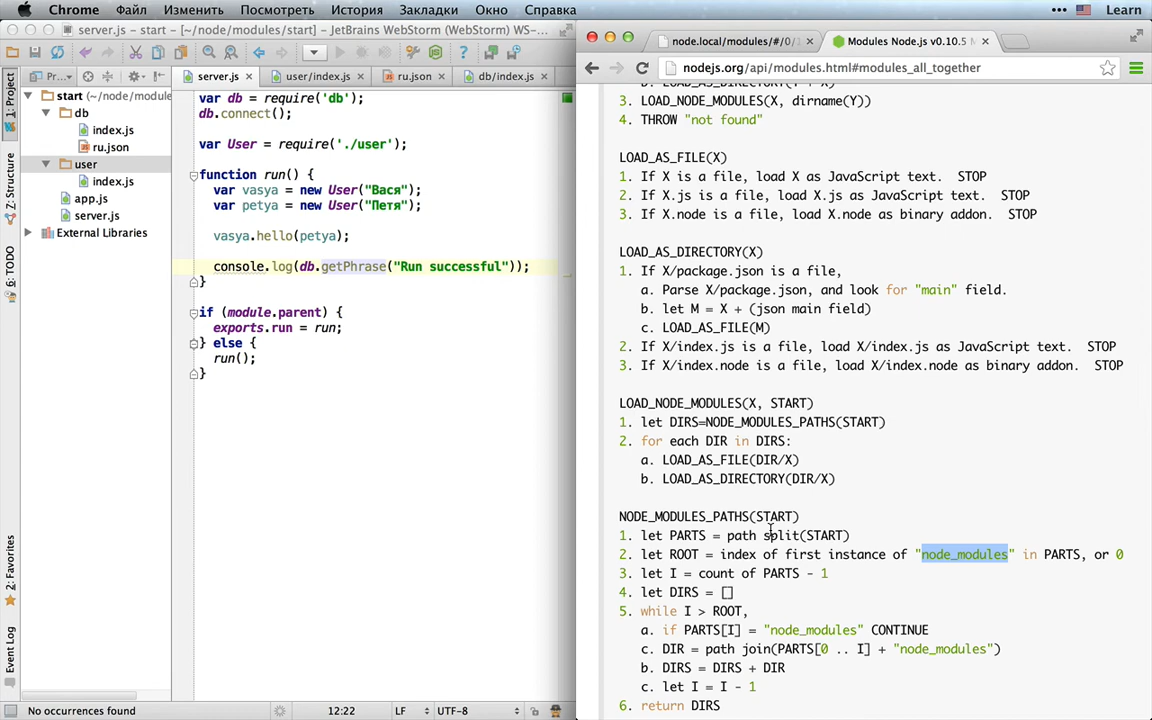 Chrome Файл Изменить Посмотреть История Закладки Окно Справка Learn
server.js – start – [~/node/modules/start] – JetBrains WebStorm (WebStorm) WS-...
Pr...
server.js
user/index.js
ru.json
db/index.js
1: Project
Z: Structure
6: TODO
2: Favorites
Event Log
start (~/node/module
db
index.js
ru.json
user
index.js
app.js
server.js
External Libraries
var db = require('db');
db.connect();
var User = require('./user');
function run() {
var vasya = new User("Вася");
var petya = new User("Петя");
vasya.hello(petya);
console.log(db.getPhrase("Run successful"));
}
if (module.parent) {
exports.run = run;
} else {
run();
}
No occurrences found
12:22 LF UTF-8
node.local/modules/#/0/1
Modules Node.js v0.10.5 M
nodejs.org/api/modules.html#modules_all_together
3. LOAD_NODE_MODULES(X, dirname(Y))
4. THROW "not found"
LOAD_AS_FILE(X)
1. If X is a file, load X as JavaScript text. STOP
2. If X.js is a file, load X.js as JavaScript text. STOP
3. If X.node is a file, load X.node as binary addon. STOP
LOAD_AS_DIRECTORY(X)
1. If X/package.json is a file,
a. Parse X/package.json, and look for "main" field.
b. let M = X + (json main field)
c. LOAD_AS_FILE(M)
2. If X/index.js is a file, load X/index.js as JavaScript text. STOP
3. If X/index.node is a file, load X/index.node as binary addon. STOP
LOAD_NODE_MODULES(X, START)
1. let DIRS=NODE_MODULES_PATHS(START)
2. for each DIR in DIRS:
a. LOAD_AS_FILE(DIR/X)
b. LOAD_AS_DIRECTORY(DIR/X)
NODE_MODULES_PATHS(START)
1. let PARTS = path split(START)
2. let ROOT = index of first instance of "node_modules" in PARTS, or 0
3. let I = count of PARTS - 1
4. let DIRS = []
5. while I > ROOT,
a. if PARTS[I] = "node_modules" CONTINUE
c. DIR = path join(PARTS[0 .. I] + "node_modules")
b. DIRS = DIRS + DIR
c. let I = I - 1
6. return DIRS